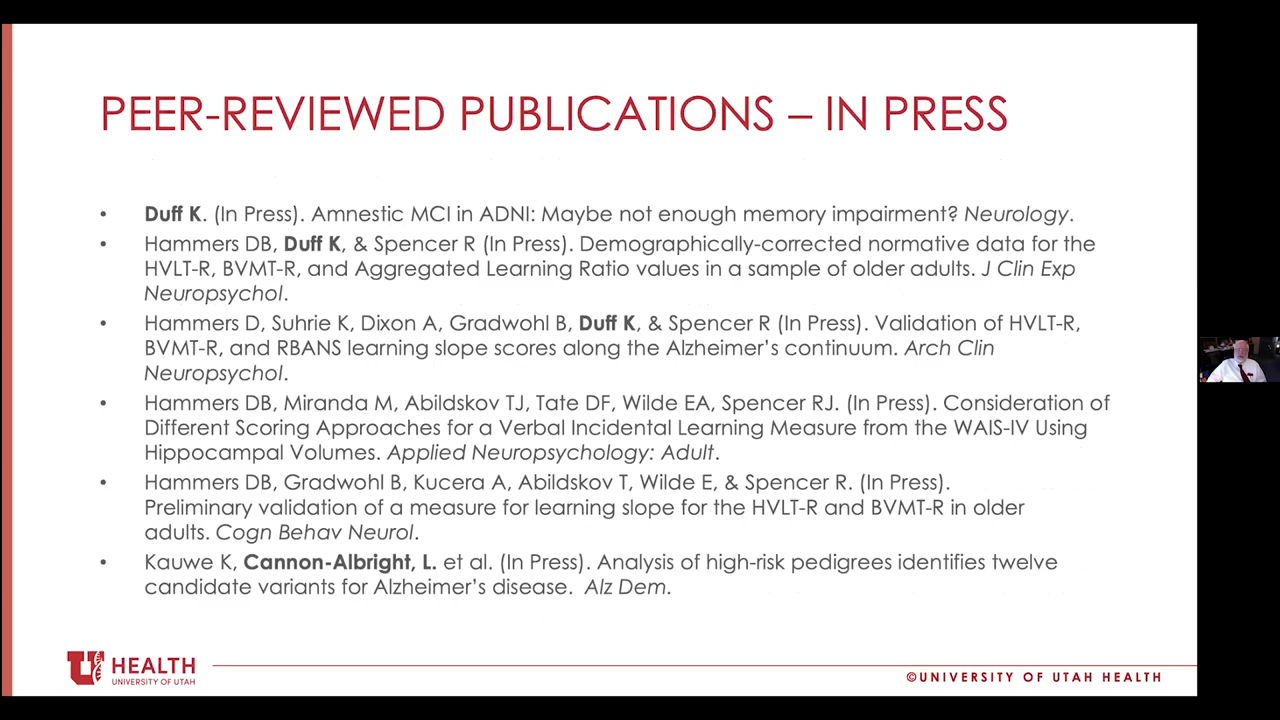 PEER-REVIEWED PUBLICATIONS – IN PRESS
• Duff K. (In Press). Amnestic MCI in ADNI: Maybe not enough memory impairment? Neurology.
• Hammers DB, Duff K, & Spencer R (In Press). Demographically-corrected normative data for the
HVLT-R, BVMT-R, and Aggregated Learning Ratio values in a sample of older adults. J Clin Exp
Neuropsychol.
• Hammers D, Suhrie K, Dixon A, Gradwohl B, Duff K, & Spencer R (In Press). Validation of HVLT-R,
BVMT-R, and RBANS learning slope scores along the Alzheimer’s continuum. Arch Clin
Neuropsychol.
• Hammers DB, Miranda M, Abildskov TJ, Tate DF, Wilde EA, Spencer RJ. (In Press). Consideration of
Different Scoring Approaches for a Verbal Incidental Learning Measure from the WAIS-IV Using
Hippocampal Volumes. Applied Neuropsychology: Adult.
• Hammers DB, Gradwohl B, Kucera A, Abildskov T, Wilde E, & Spencer R. (In Press).
Preliminary validation of a measure for learning slope for the HVLT-R and BVMT-R in older
adults. Cogn Behav Neurol.
• Kauwe K, Cannon-Albright, L. et al. (In Press). Analysis of high-risk pedigrees identifies twelve
candidate variants for Alzheimer’s disease. Alz Dem.
U HEALTH
UNIVERSITY OF UTAH
©UNIVERSITY OF UTAH HEALTH